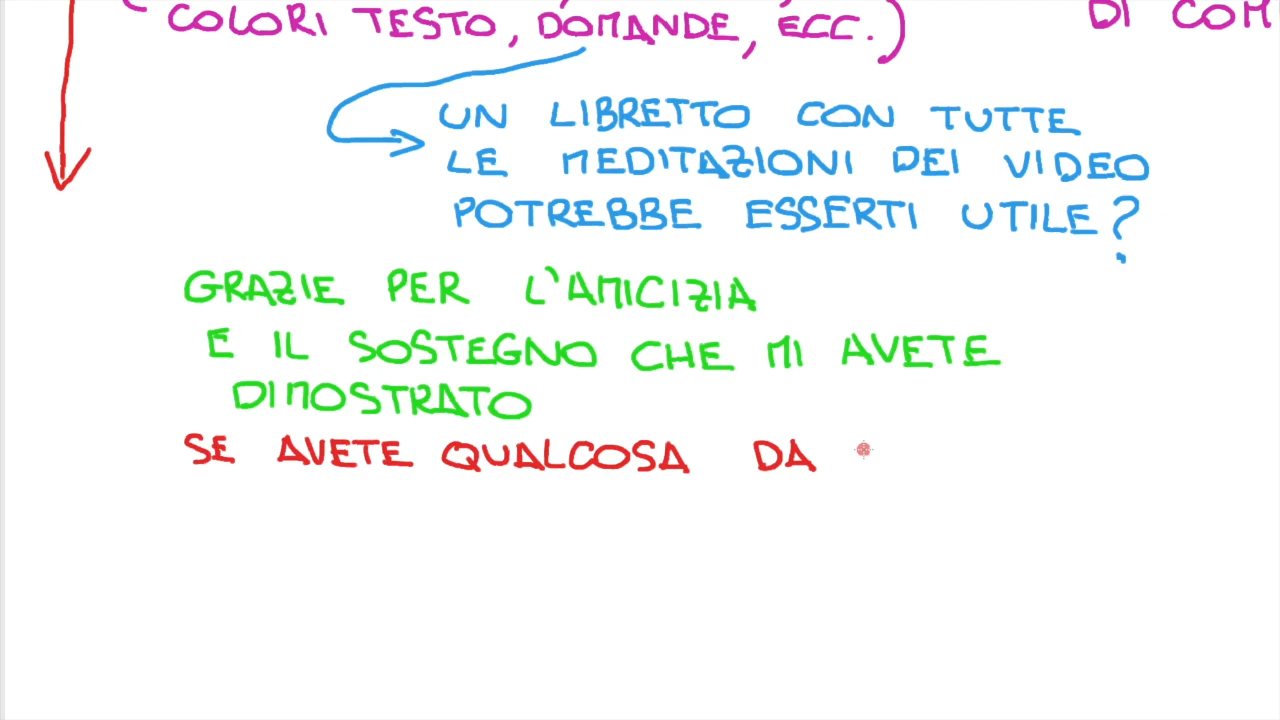 COLORI TESTO, DOMANDE, ECC.)
DI COM
UN LIBRETTO CON TUTTE
LE MEDITAZIONI DEI VIDEO
POTREBBE ESSERTI UTILE?
GRAZIE PER L'AMICIZIA
E IL SOSTEGNO CHE MI AVETE
DIMOSTRATO
SE AVETE QUALCOSA DA